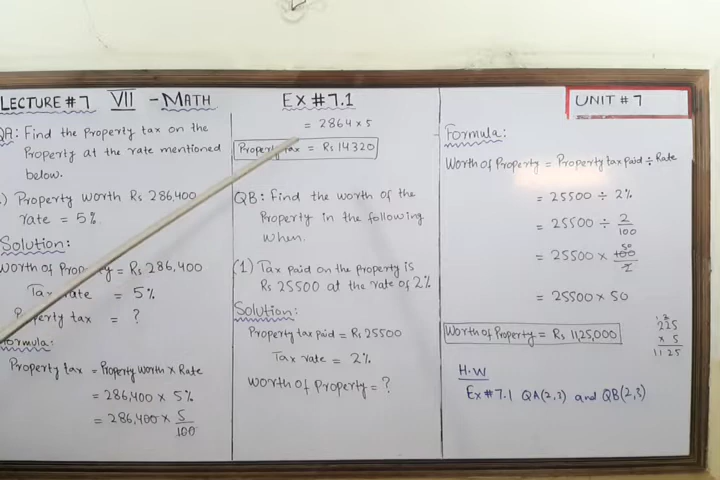 LECTURE #7 VII - MATH EX #7.1 UNIT #7
QA: Find the Property tax on the
Property at the rate mentioned
below.
) Property worth Rs 286,400
rate = 5%
Solution:
Worth of Property = Rs 286,400
Tax rate = 5%
Property tax = ?
Formula:
Property tax = Property Worth × Rate
= 286,400 × 5%
= 286,400 × 5/100
= 2864 × 5
Property tax = Rs 14320
QB: Find the worth of the
Property in the following
when.
(1) Tax paid on the property is
Rs 25500 at the rate of 2%
Solution:
Property tax paid = Rs 25500
Tax rate = 2%
Worth of Property = ?
Formula:
Worth of Property = Property tax paid ÷ Rate
= 25500 ÷ 2%
= 25500 ÷ 2/100
50
= 25500 × 100/2
= 25500 × 50
Worth of Property = Rs 11,25,000
1 2
225
× 5
1125
H.W
Ex #7.1 QA(2,3) and QB(2,3)